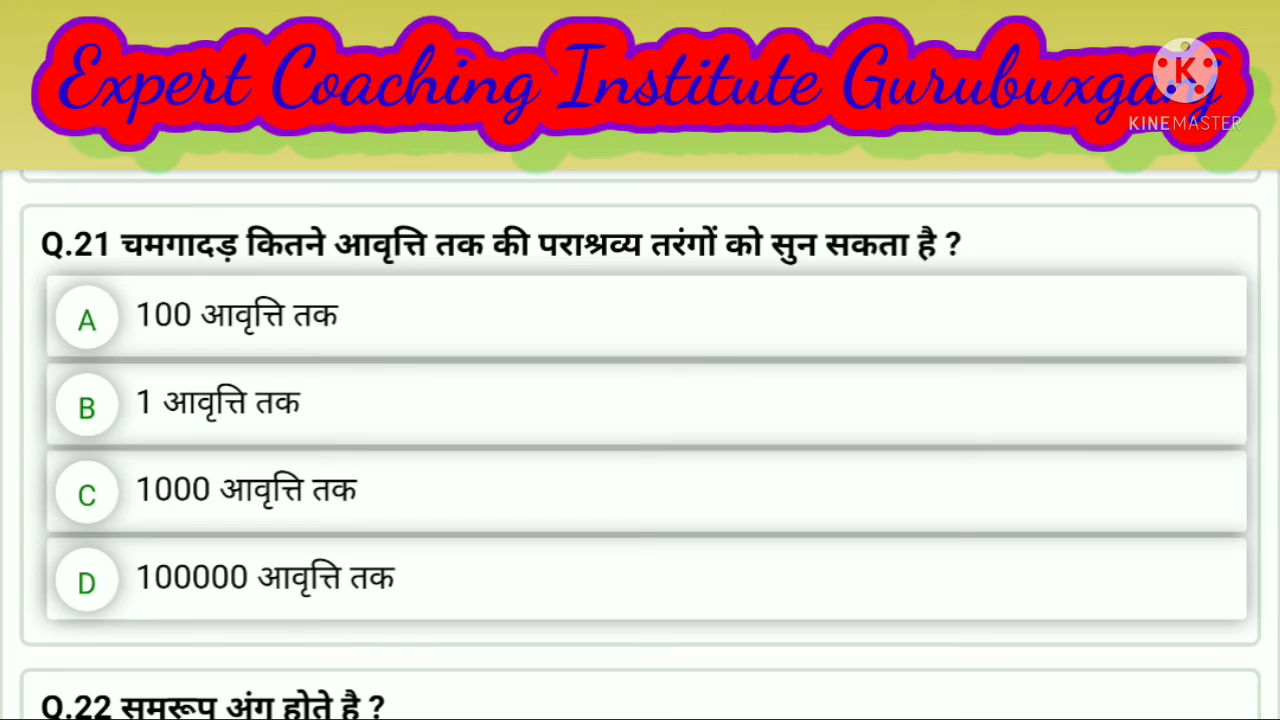 Expert Coaching Institute Gurubuxganj
K
KINEMASTER
Q.21 चमगादड़ कितने आवृत्ति तक की पराश्रव्य तरंगों को सुन सकता है ?
A 100 आवृत्ति तक
B 1 आवृत्ति तक
C 1000 आवृत्ति तक
D 100000 आवृत्ति तक
Q.22 समरूप अंग होते है ?